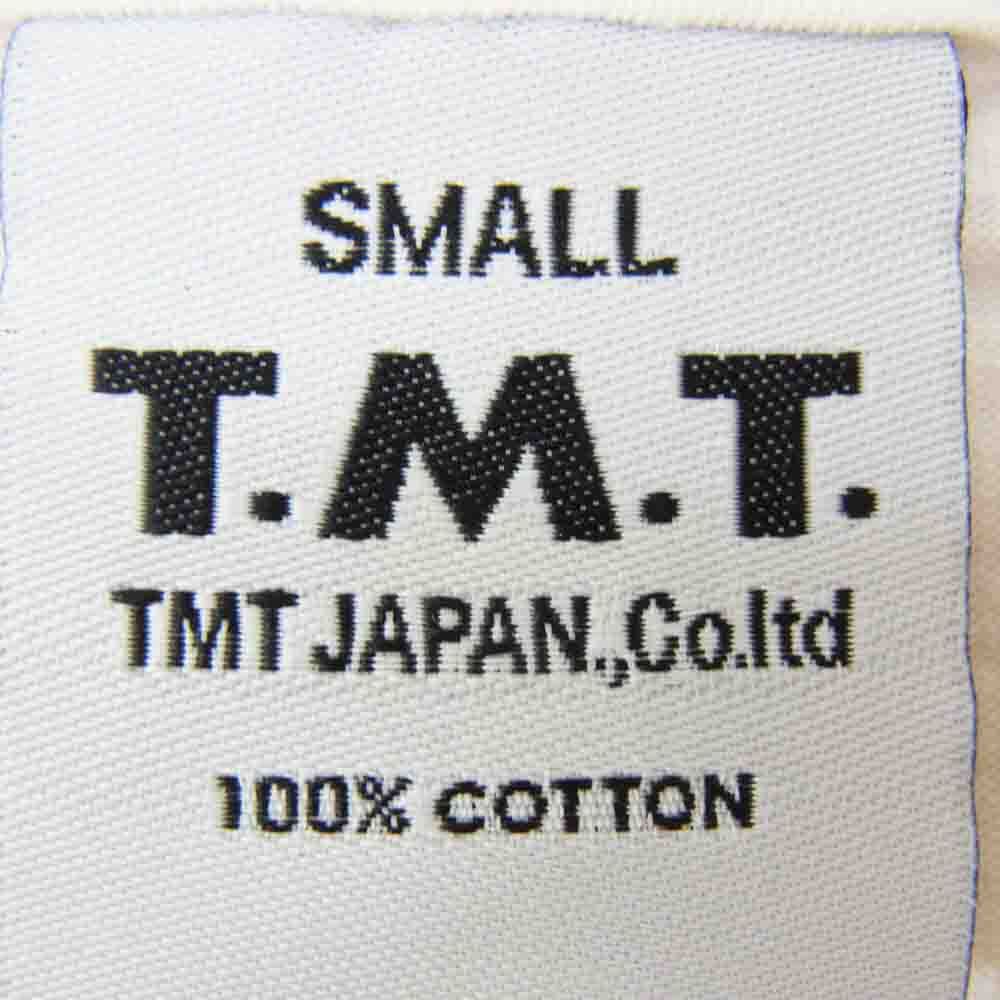 SMALL
T.M.T.
TMT JAPAN.,Co.ltd
100% COTTON